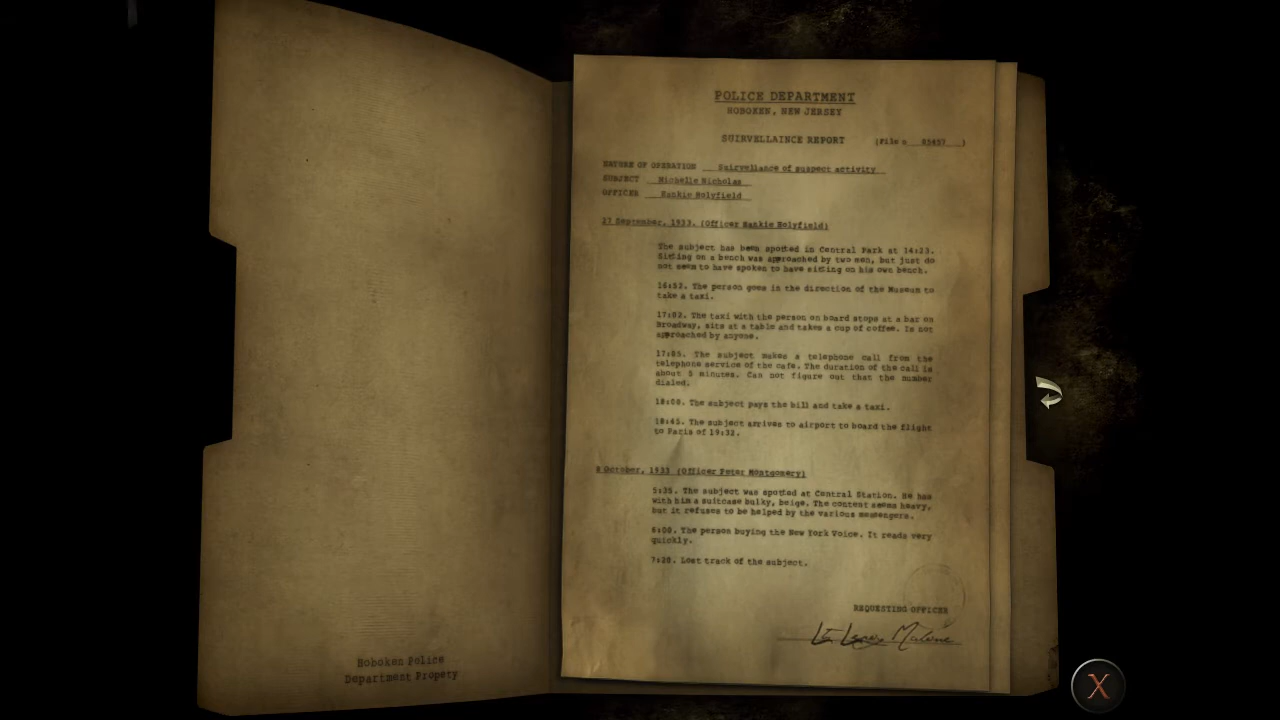 POLICE DEPARTMENT
HOBOKEN, NEW JERSEY
SUIRVELLAINCE REPORT (File n 65457 )
NATURE OF OPERATION Suirvellance of suspect activity
SUBJECT Michelle Nicholas
OFFICER Hankie Holyfield
27 September, 1933. (Officer Hankie Holyfield)
The subject has been spotted in Central Park at 14:23.
Sitting on a bench was approached by two men, but just do
not seem to have spoken to have sitting on his own bench.
16:52. The person goes in the direction of the Museum to
take a taxi.
17:02. The taxi with the person on board stops at a bar on
Broadway, sits at a table and takes a cup of coffee. Is not
approached by anyone.
17:05. The subject makes a telephone call from the
telephone service of the cafe. The duration of the call is
about 5 minutes. Can not figure out that the number
dialed.
18:00. The subject pays the bill and take a taxi.
18:45. The subject arrives to airport to board the flight
to Paris of 19:32.
8 October, 1933 (Officer Petur Montgomery)
5:35. The subject was spotted at Central Station. He has
with him a suitcase bulky, beige. The content seems heavy,
but it refuses to be helped by the various messengers.
6:00. The person buying the New York Voice. It reads very
quickly.
7:20. Lost track of the subject.
REQUESTING OFFICER
Lt. Malone
Hoboken Police
Department Propety
X